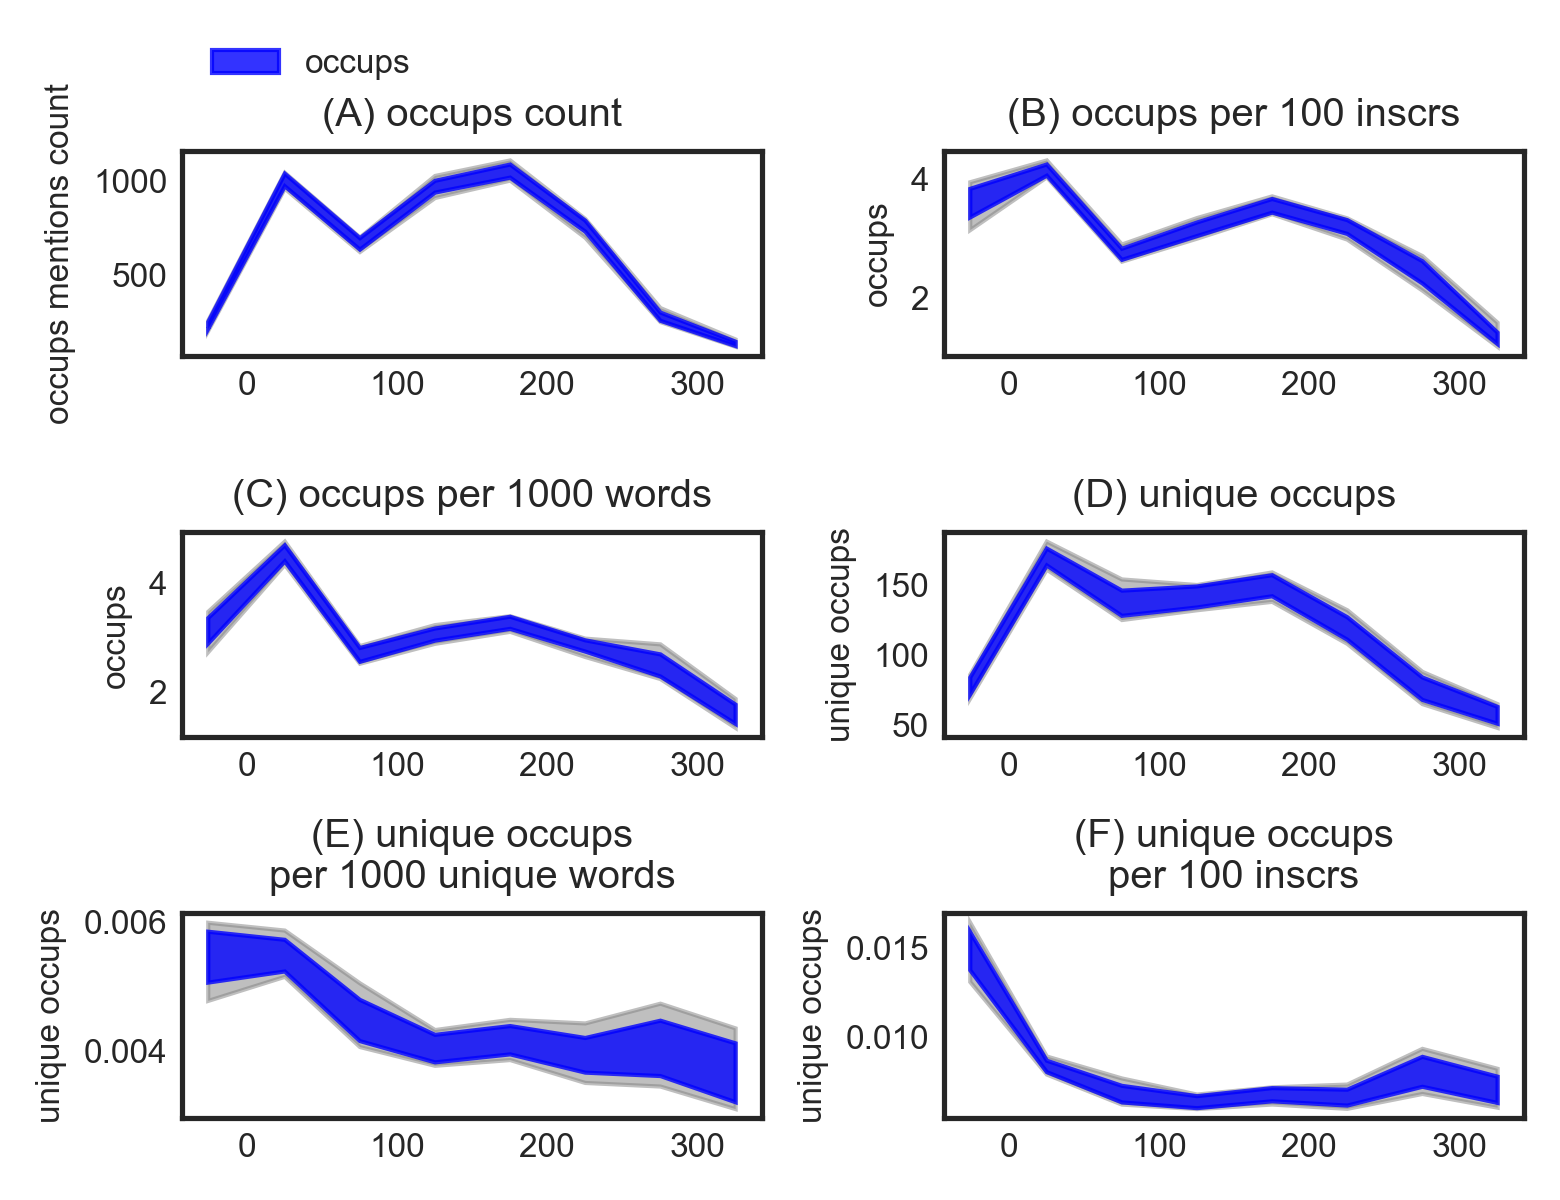 occups
(A) occups count
occups mentions count
1000
500
0 100 200 300
(B) occups per 100 inscrs
occups
4
2
0 100 200 300
(C) occups per 1000 words
occups
4
2
0 100 200 300
(D) unique occups
unique occups
150
100
50
0 100 200 300
(E) unique occups
per 1000 unique words
unique occups
0.006
0.004
0 100 200 300
(F) unique occups
per 100 inscrs
unique occups
0.015
0.010
0 100 200 300